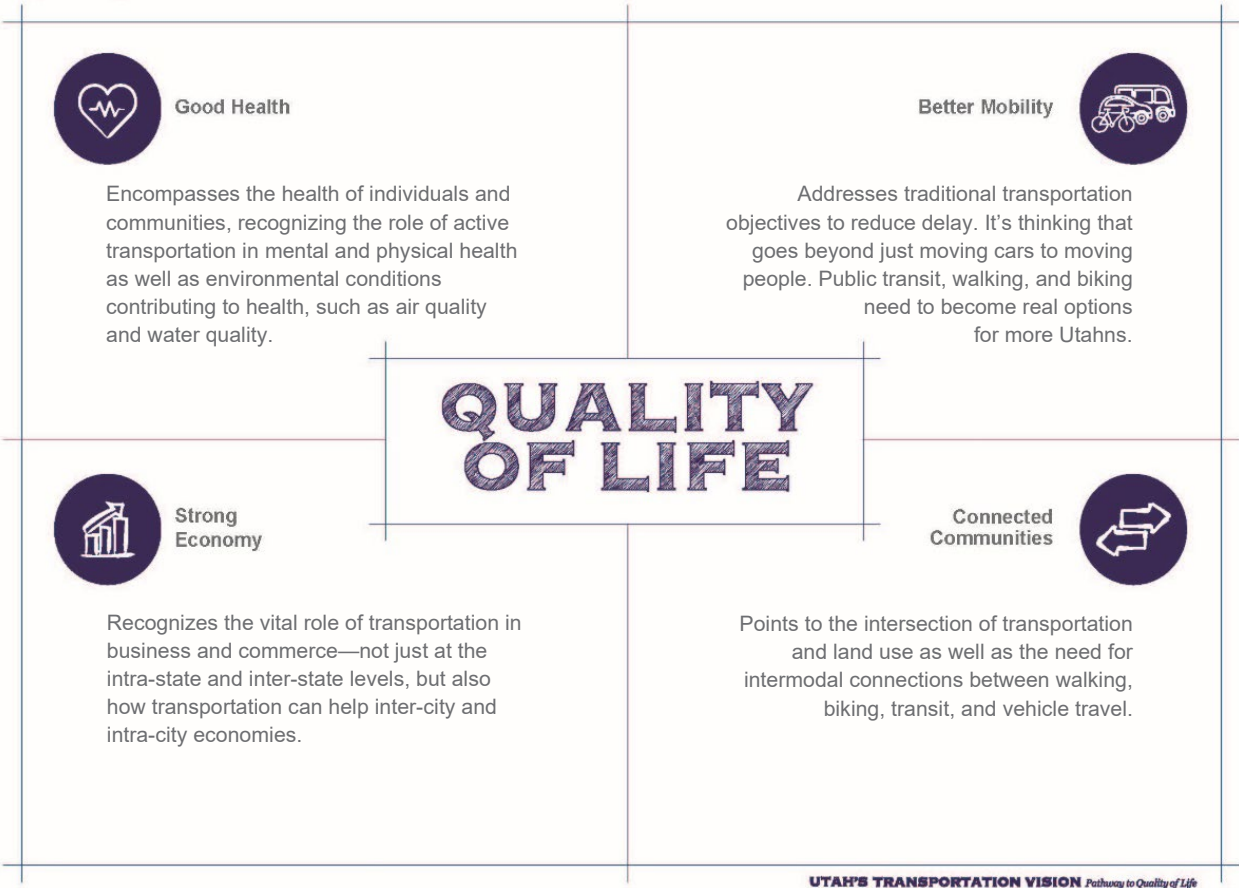 Good Health
Encompasses the health of individuals and
communities, recognizing the role of active
transportation in mental and physical health
as well as environmental conditions
contributing to health, such as air quality
and water quality.
Better Mobility
Addresses traditional transportation
objectives to reduce delay. It’s thinking that
goes beyond just moving cars to moving
people. Public transit, walking, and biking
need to become real options
for more Utahns.
QUALITY
OF LIFE
Strong
Economy
Recognizes the vital role of transportation in
business and commerce—not just at the
intra-state and inter-state levels, but also
how transportation can help inter-city and
intra-city economies.
Connected
Communities
Points to the intersection of transportation
and land use as well as the need for
intermodal connections between walking,
biking, transit, and vehicle travel.
UTAH'S TRANSPORTATION VISION Pathway to Quality of Life